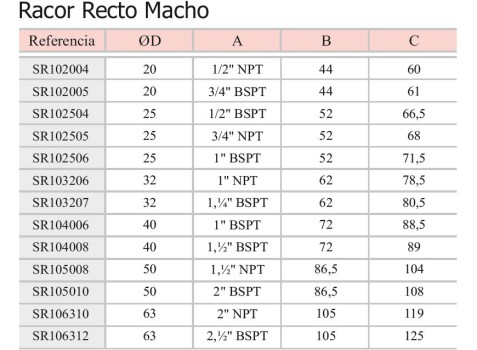 Racor Recto Macho
Referencia ØD A B C
SR102004 20 1/2" NPT 44 60
SR102005 20 3/4" BSPT 44 61
SR102504 25 1/2" BSPT 52 66,5
SR102505 25 3/4" NPT 52 68
SR102506 25 1" BSPT 52 71,5
SR103206 32 1" NPT 62 78,5
SR103207 32 1,¼" BSPT 62 80,5
SR104006 40 1" BSPT 72 88,5
SR104008 40 1,½" BSPT 72 89
SR105008 50 1,½" NPT 86,5 104
SR105010 50 2" BSPT 86,5 108
SR106310 63 2" NPT 105 119
SR106312 63 2,½" BSPT 105 125